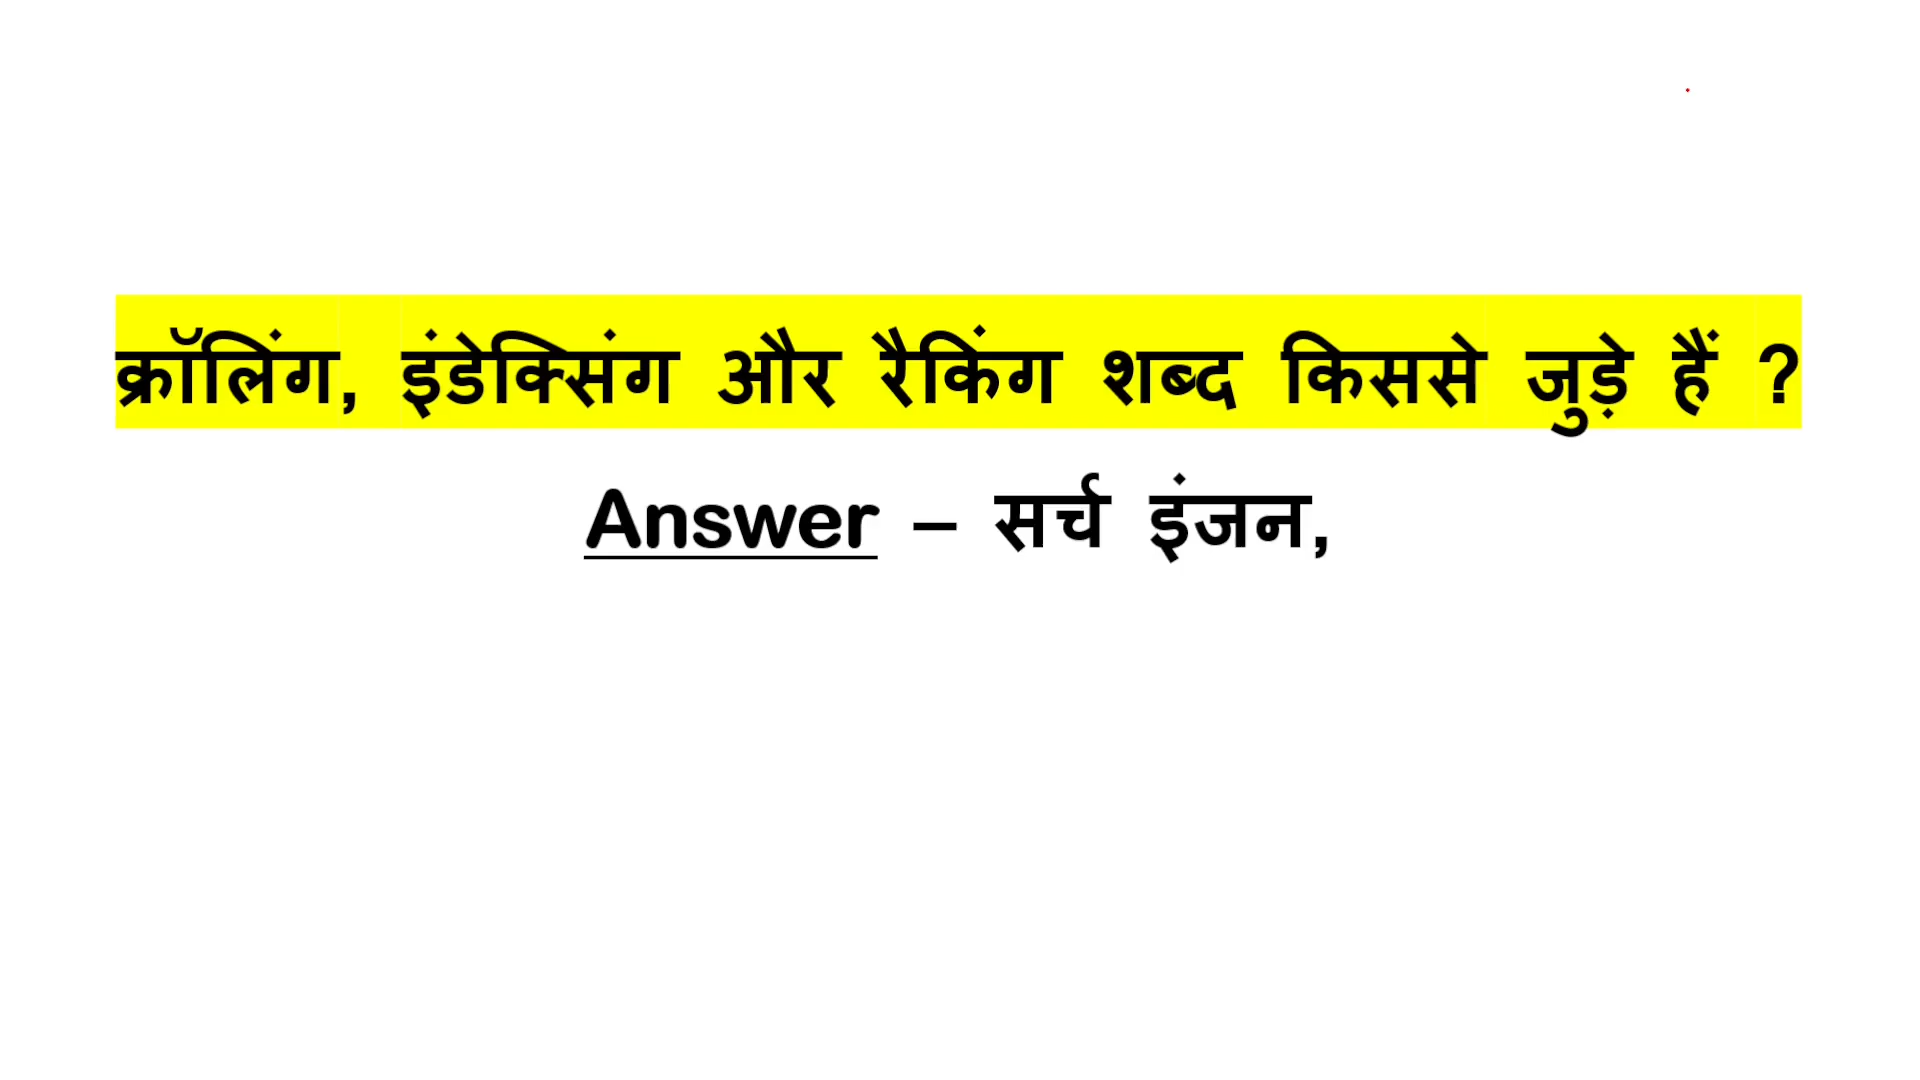 क्रॉलिंग, इंडेक्सिंग और रैकिंग शब्द किससे जुड़े हैं ?
Answer – सर्च इंजन,